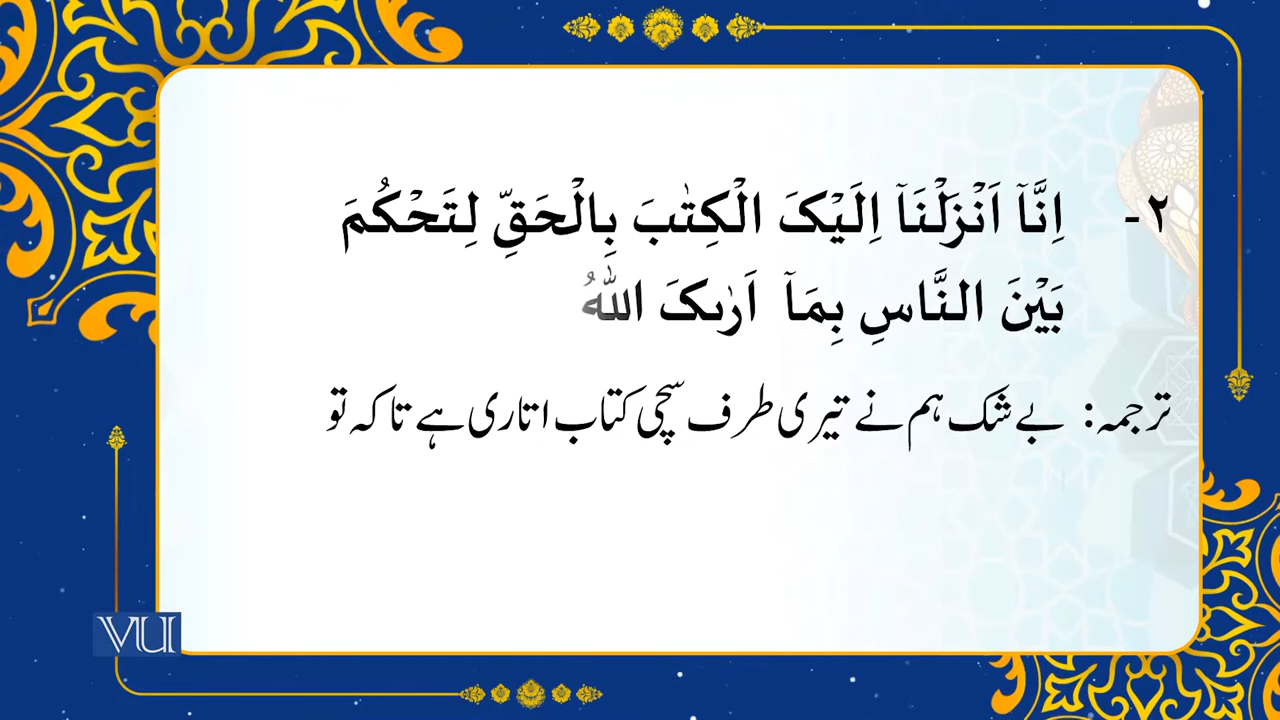 ۲- اِنَّاۤ اَنْزَلْنَاۤ اِلَیْکَ الْکِتٰبَ بِالْحَقِّ لِتَحْکُمَ
بَیْنَ النَّاسِ بِمَاۤ اَرٰىکَ اللّٰہُ
ترجمہ: بے شک ہم نے تیری طرف سچی کتاب اتاری ہے تاکہ تو
VU